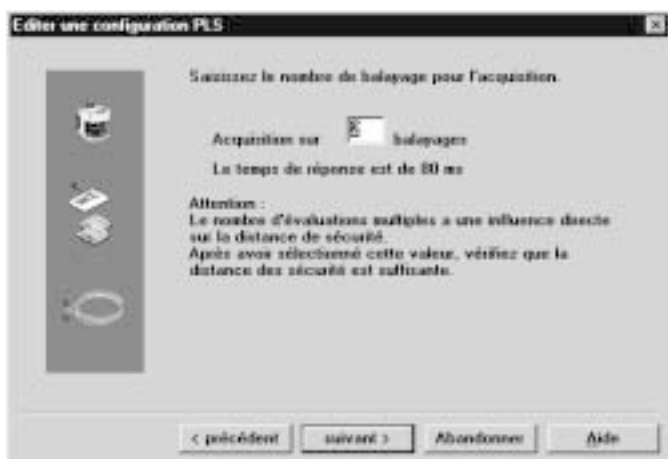 Editer une configuration PLS
Saisissez le nombre de balayage pour l'acquisition.
Acquisition sur balayages
Le temps de réponse est de 80 ms
Attention :
Le nombre d'évaluations multiples a une influence directe
sur la distance de sécurité.
Après avoir sélectionné cette valeur, vérifiez que la
distance des sécurité est suffisante.
< précédent
suivant >
Abandonner
Aide